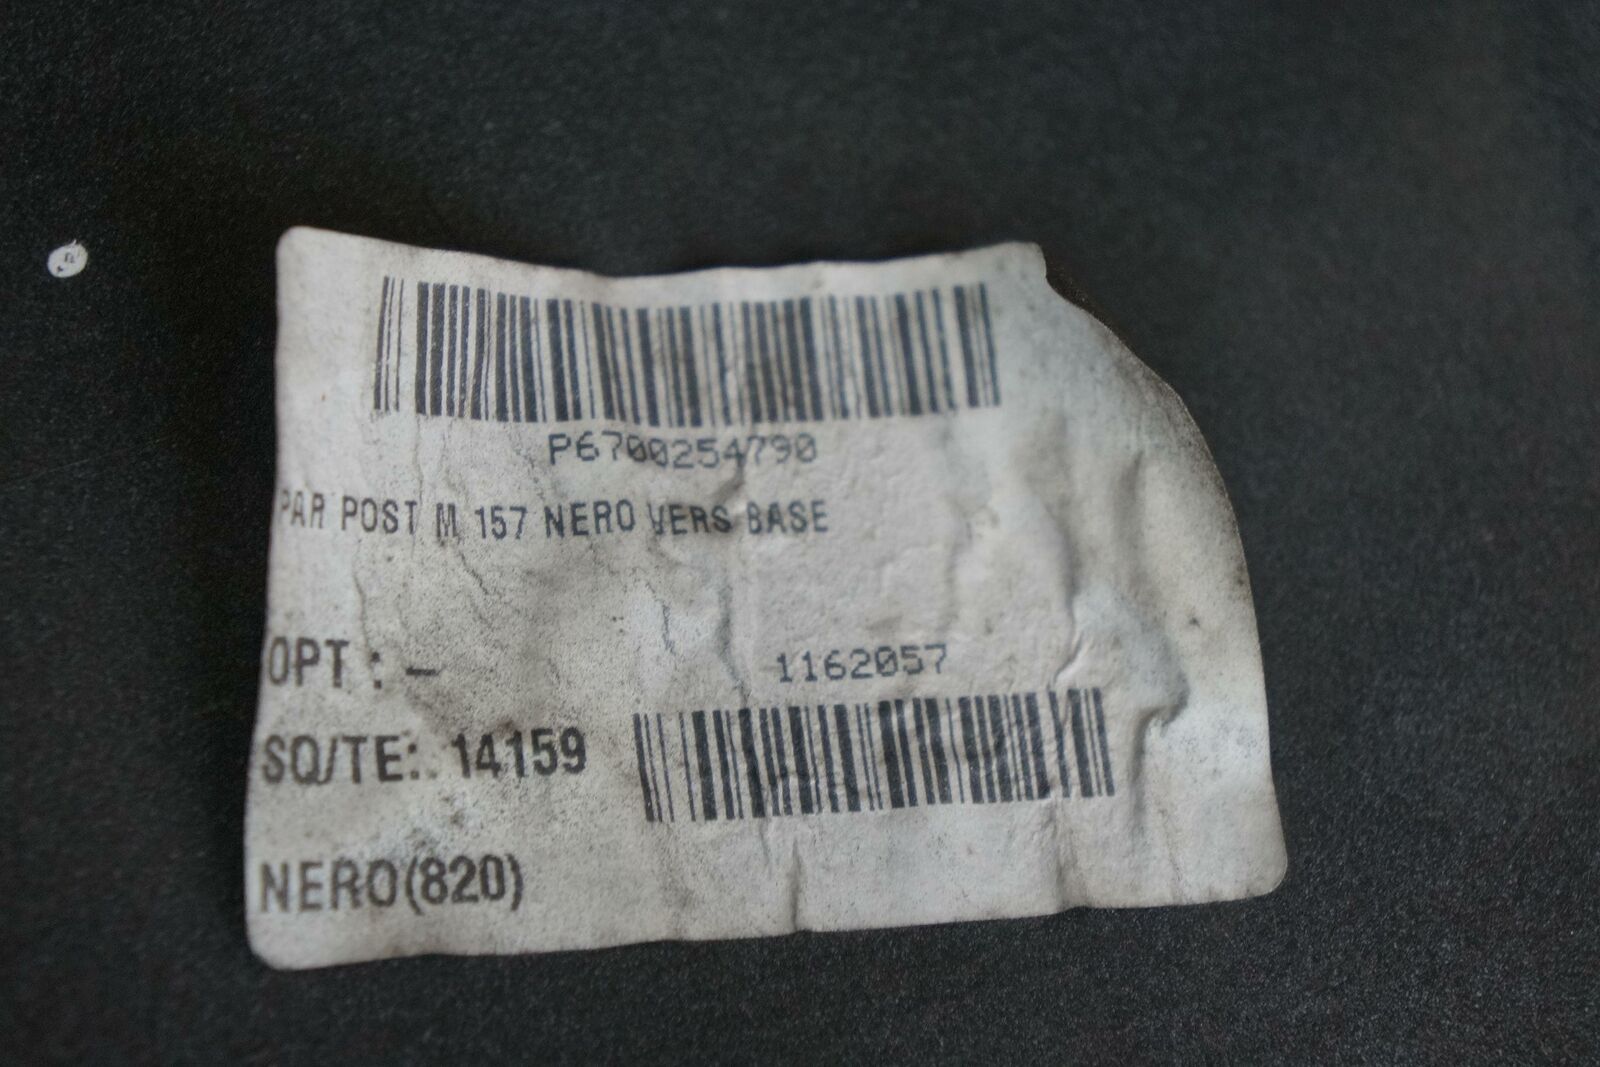 P6700254790
PAR POST M 157 NERO VERS BASE
OPT : -
1162057
SQ/TE: 14159
NERO(820)